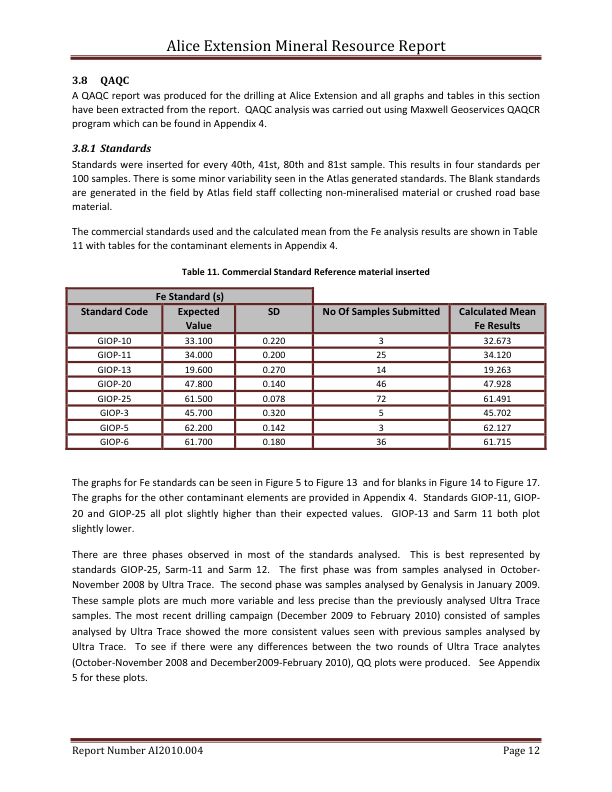 Alice Extension Mineral Resource Report
3.8 QAQC
A QAQC report was produced for the drilling at Alice Extension and all graphs and tables in this section
have been extracted from the report. QAQC analysis was carried out using Maxwell Geoservices QAQCR
program which can be found in Appendix 4.
3.8.1 Standards
Standards were inserted for every 40th, 41st, 80th and 81st sample. This results in four standards per
100 samples. There is some minor variability seen in the Atlas generated standards. The Blank standards
are generated in the field by Atlas field staff collecting non-mineralised material or crushed road base
material.
The commercial standards used and the calculated mean from the Fe analysis results are shown in Table
11 with tables for the contaminant elements in Appendix 4.
Table 11. Commercial Standard Reference material inserted
Fe Standard (s)
Standard Code Expected SD No Of Samples Submitted Calculated Mean
Value Fe Results
GIOP-10 33.100 0.220 3 32.673
GIOP-11 34.000 0.200 25 34.120
GIOP-13 19.600 0.270 14 19.263
GIOP-20 47.800 0.140 46 47.928
GIOP-25 61.500 0.078 72 61.491
GIOP-3 45.700 0.320 5 45.702
GIOP-5 62.200 0.142 3 62.127
GIOP-6 61.700 0.180 36 61.715
The graphs for Fe standards can be seen in Figure 5 to Figure 13 and for blanks in Figure 14 to Figure 17.
The graphs for the other contaminant elements are provided in Appendix 4. Standards GIOP-11, GIOP-
20 and GIOP-25 all plot slightly higher than their expected values. GIOP-13 and Sarm 11 both plot
slightly lower.
There are three phases observed in most of the standards analysed. This is best represented by
standards GIOP-25, Sarm-11 and Sarm 12. The first phase was from samples analysed in October-
November 2008 by Ultra Trace. The second phase was samples analysed by Genalysis in January 2009.
These sample plots are much more variable and less precise than the previously analysed Ultra Trace
samples. The most recent drilling campaign (December 2009 to February 2010) consisted of samples
analysed by Ultra Trace showed the more consistent values seen with previous samples analysed by
Ultra Trace. To see if there were any differences between the two rounds of Ultra Trace analytes
(October-November 2008 and December2009-February 2010), QQ plots were produced. See Appendix
5 for these plots.
Report Number AI2010.004 Page 12